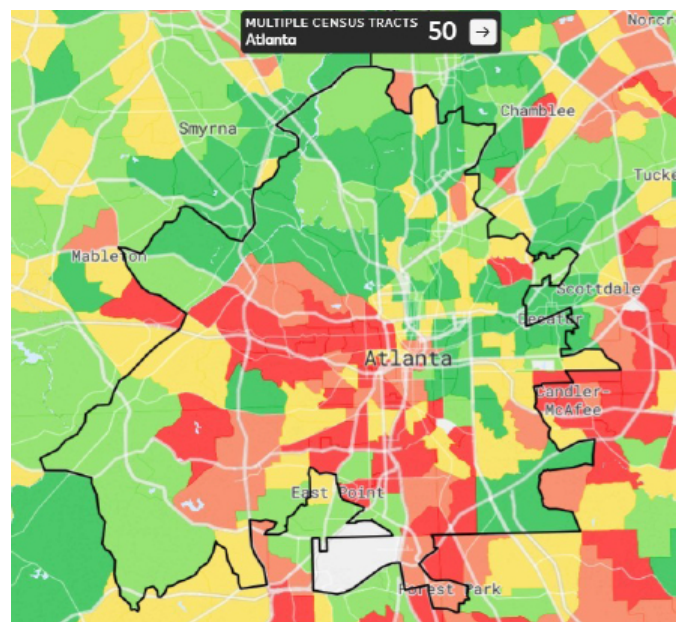 MULTIPLE CENSUS TRACTS
Atlanta
50
Norcr
Chamblee
Smyrna
Tucke
Mableton
Scottdale
Decatur
Atlanta
Candler-
McAfee
East Point
Forest Park